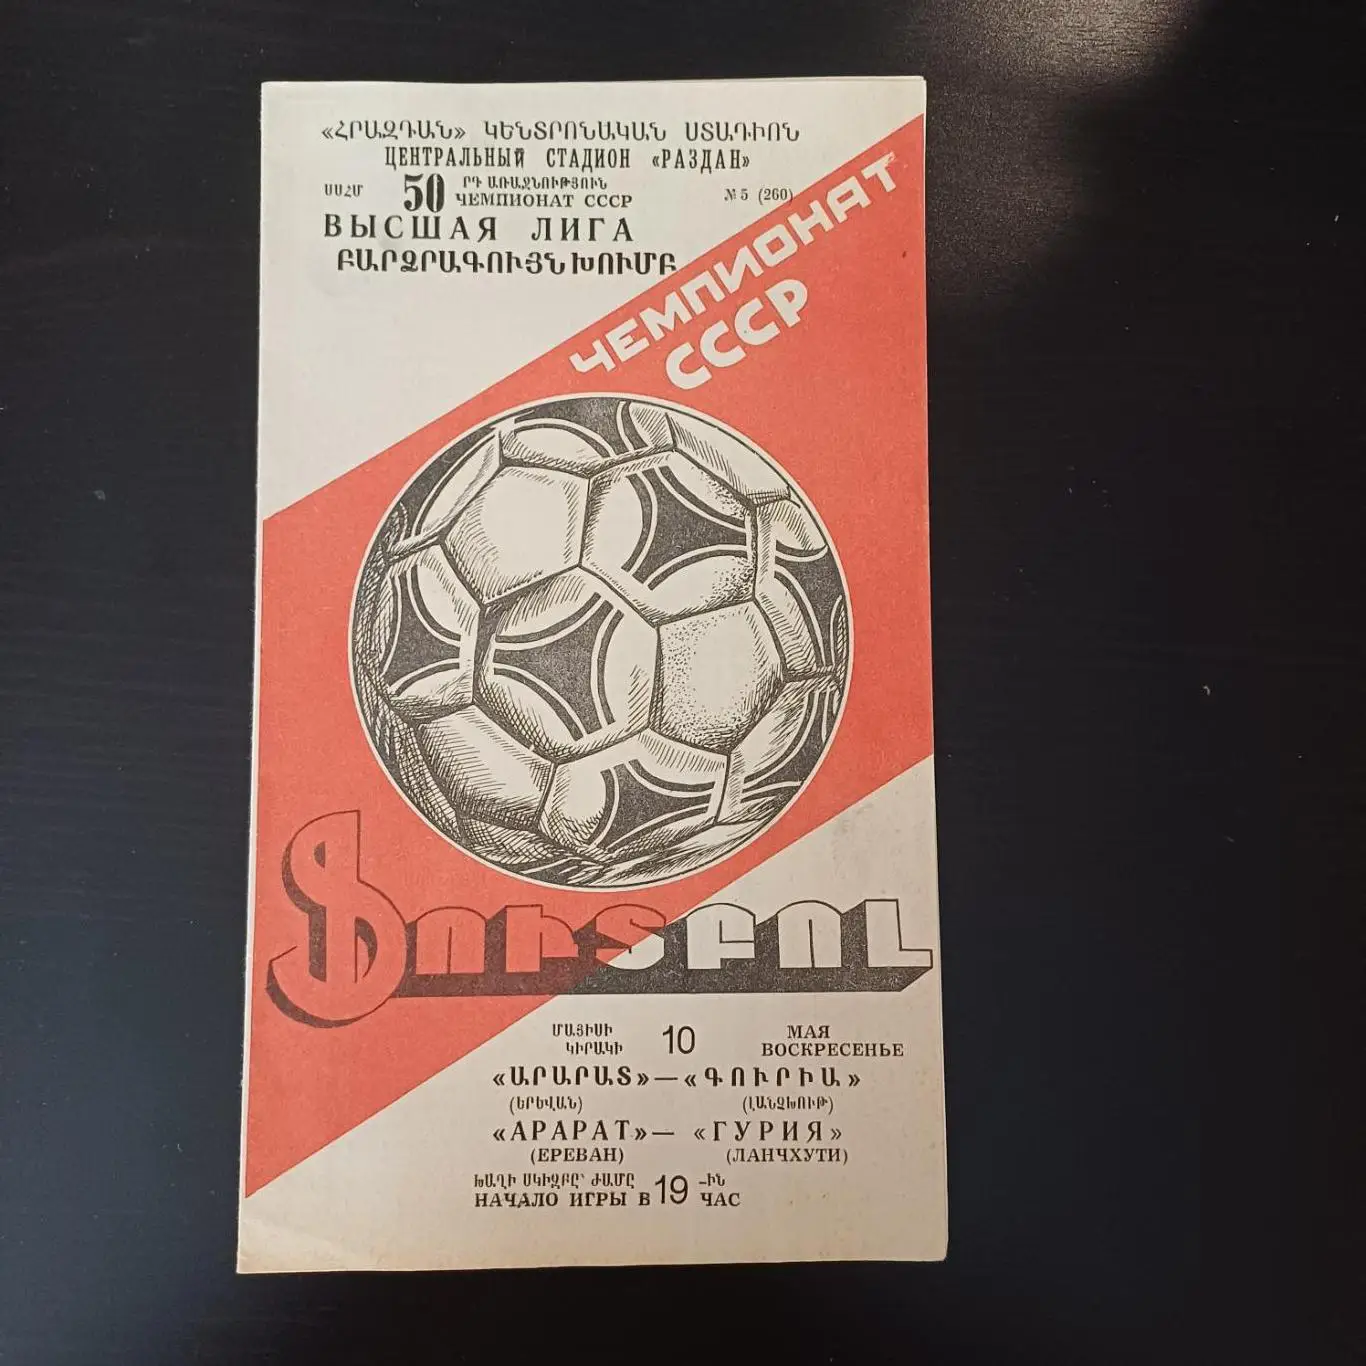 «ՀՐԱԶԴԱՆ» ԿԵՆՏՐՈՆԱԿԱՆ ՍՏԱԴԻՈՆ
ЦЕНТРАЛЬНЫЙ СТАДИОН «РАЗДАН»
ՍՍՀՄ 50 ՐԴ ԱՌԱՋՆՈՒԹՅՈՒՆ
ЧЕМПИОНАТ СССР
№ 5 (260)
ВЫСШАЯ ЛИГА
ԲԱՐՁՐԱԳՈՒՅՆ ԽՈՒՄԲ
ЧЕМПИОНАТ
СССР
ՖՈՒՏԲՈԼ
ՄԱՅԻՍԻ 10 МАЯ
ԿԻՐԱԿԻ ВОСКРЕСЕНЬЕ
«ԱՐԱՐԱՏ» — «ԳՈՒՐԻԱ»
(ԵՐԵՎԱՆ) (ԼԱՆՉԽՈՒԹ)
«АРАРАТ» — «ГУРИЯ»
(ЕРЕВАН) (ЛАНЧХУТИ)
ԽԱՂԻ ՍԿԻԶԲԸ՝ ԺԱՄԸ 19 -ԻՆ
НАЧАЛО ИГРЫ В ЧАС